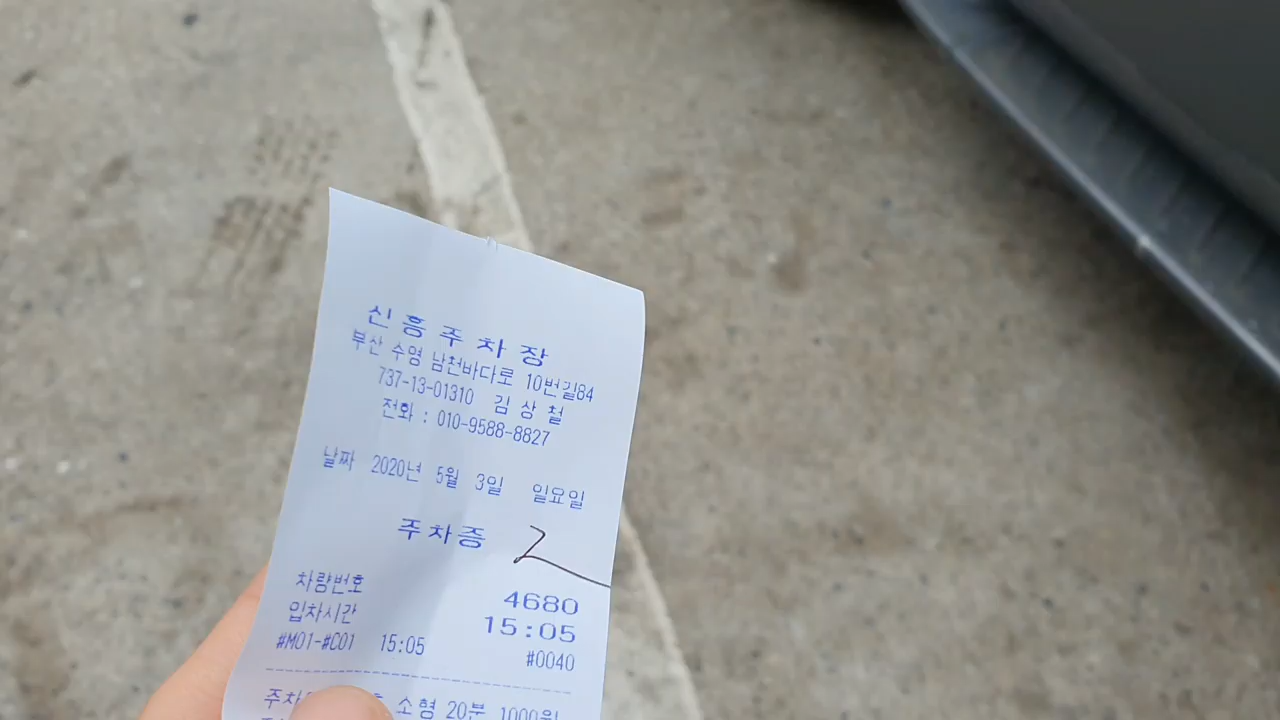 신흥주차장
부산 수영 남천바다로 10번길84
737-13-01310 김 상 철
전화 : 010-9588-8827
날짜 2020년 5월 3일 일요일
주차증 2
차량번호 4680
입차시간 15:05
#M01-#C01 15:05 #0040
소형 20분 1000원